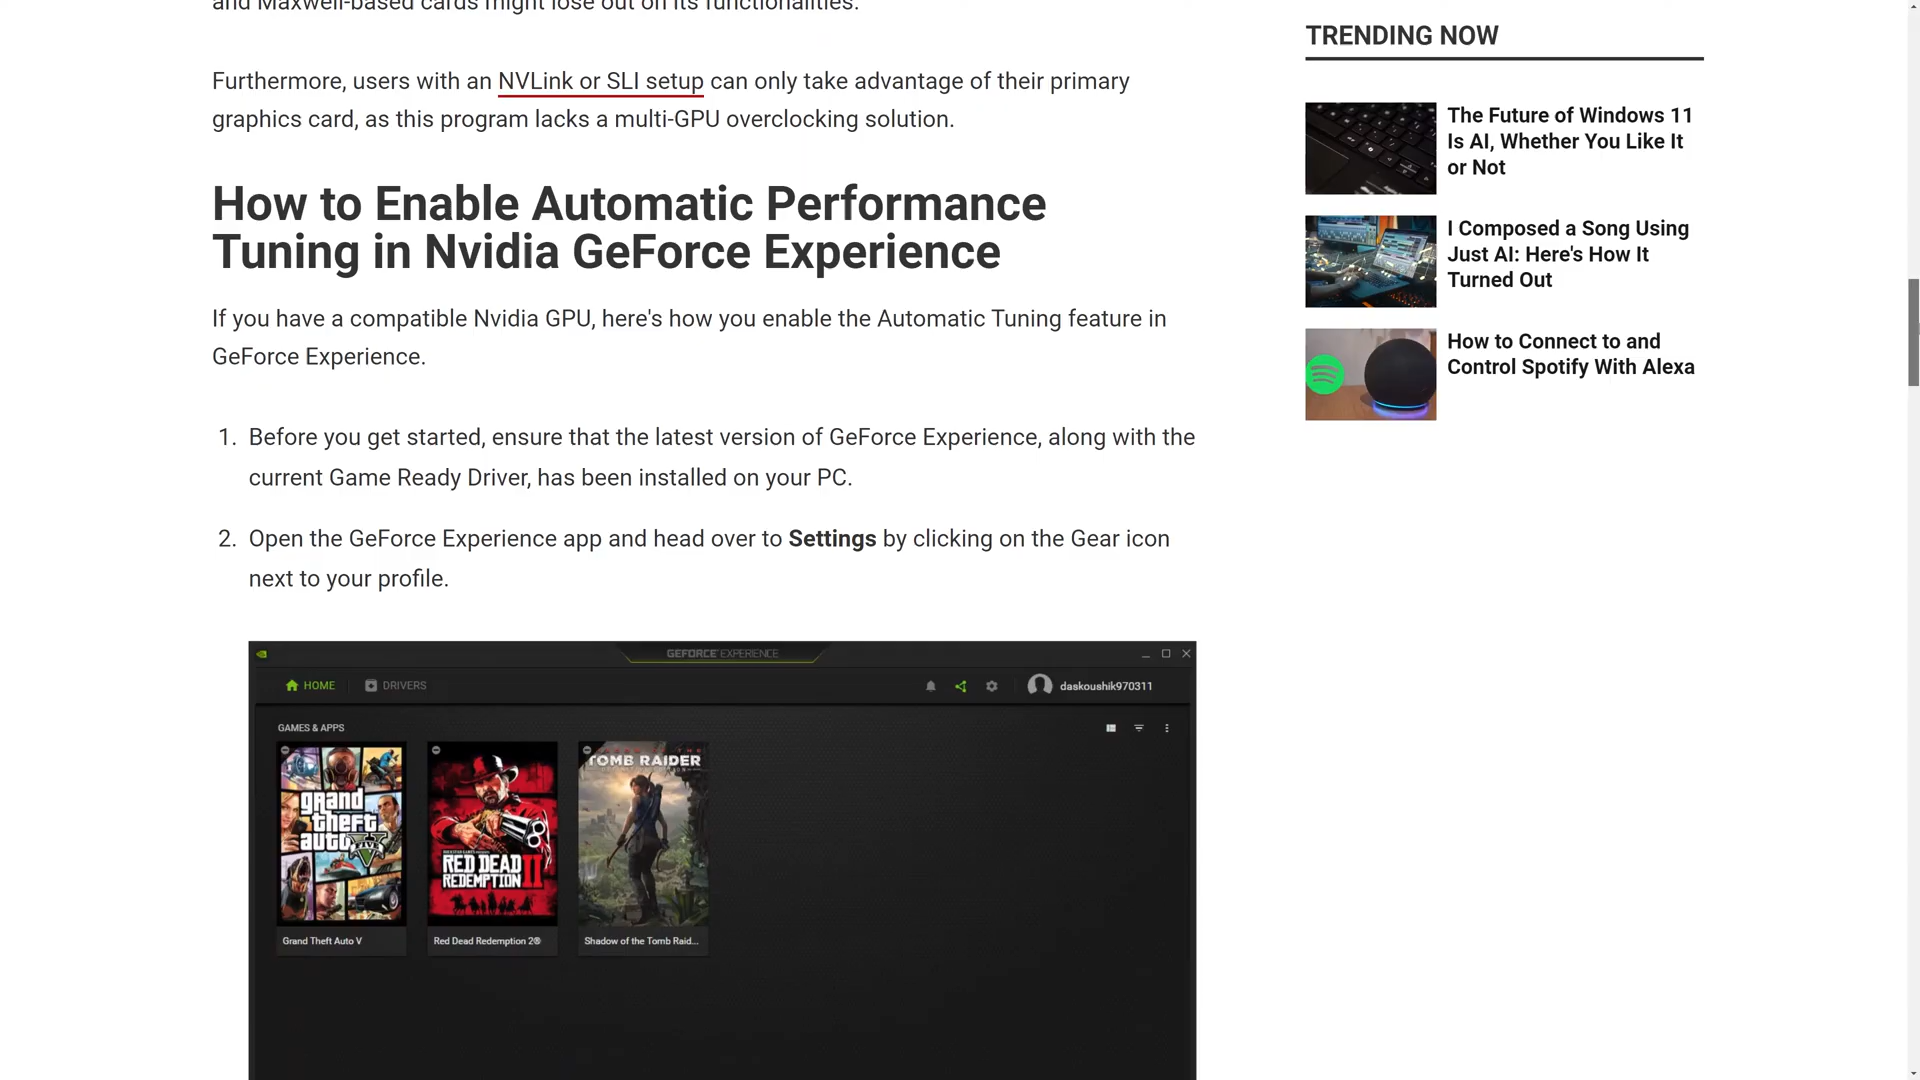 and Maxwell-based cards might lose out on its functionalities.
Furthermore, users with an NVLink or SLI setup can only take advantage of their primary
graphics card, as this program lacks a multi-GPU overclocking solution.
How to Enable Automatic Performance
Tuning in Nvidia GeForce Experience
If you have a compatible Nvidia GPU, here's how you enable the Automatic Tuning feature in
GeForce Experience.
1. Before you get started, ensure that the latest version of GeForce Experience, along with the
current Game Ready Driver, has been installed on your PC.
2. Open the GeForce Experience app and head over to Settings by clicking on the Gear icon
next to your profile.
GEFORCE EXPERIENCE
HOME
DRIVERS
daskoushik970311
GAMES & APPS
grand
theft
auto
FIVE
RED DEAD
REDEMPTION II
TOMB RAIDER
Grand Theft Auto V
Red Dead Redemption 2®
Shadow of the Tomb Raid...
TRENDING NOW
The Future of Windows 11
Is AI, Whether You Like It
or Not
I Composed a Song Using
Just AI: Here's How It
Turned Out
How to Connect to and
Control Spotify With Alexa